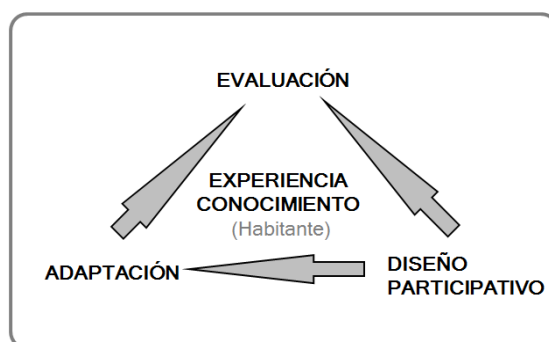 EVALUACIÓN
EXPERIENCIA
CONOCIMIENTO
(Habitante)
ADAPTACIÓN
DISEÑO
PARTICIPATIVO